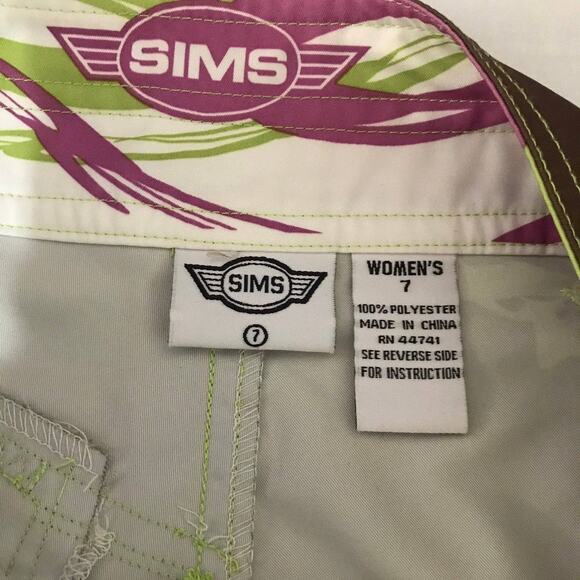 SIMS
SIMS
7
WOMEN'S
7
100% POLYESTER
MADE IN CHINA
RN 44741
SEE REVERSE SIDE
FOR INSTRUCTION